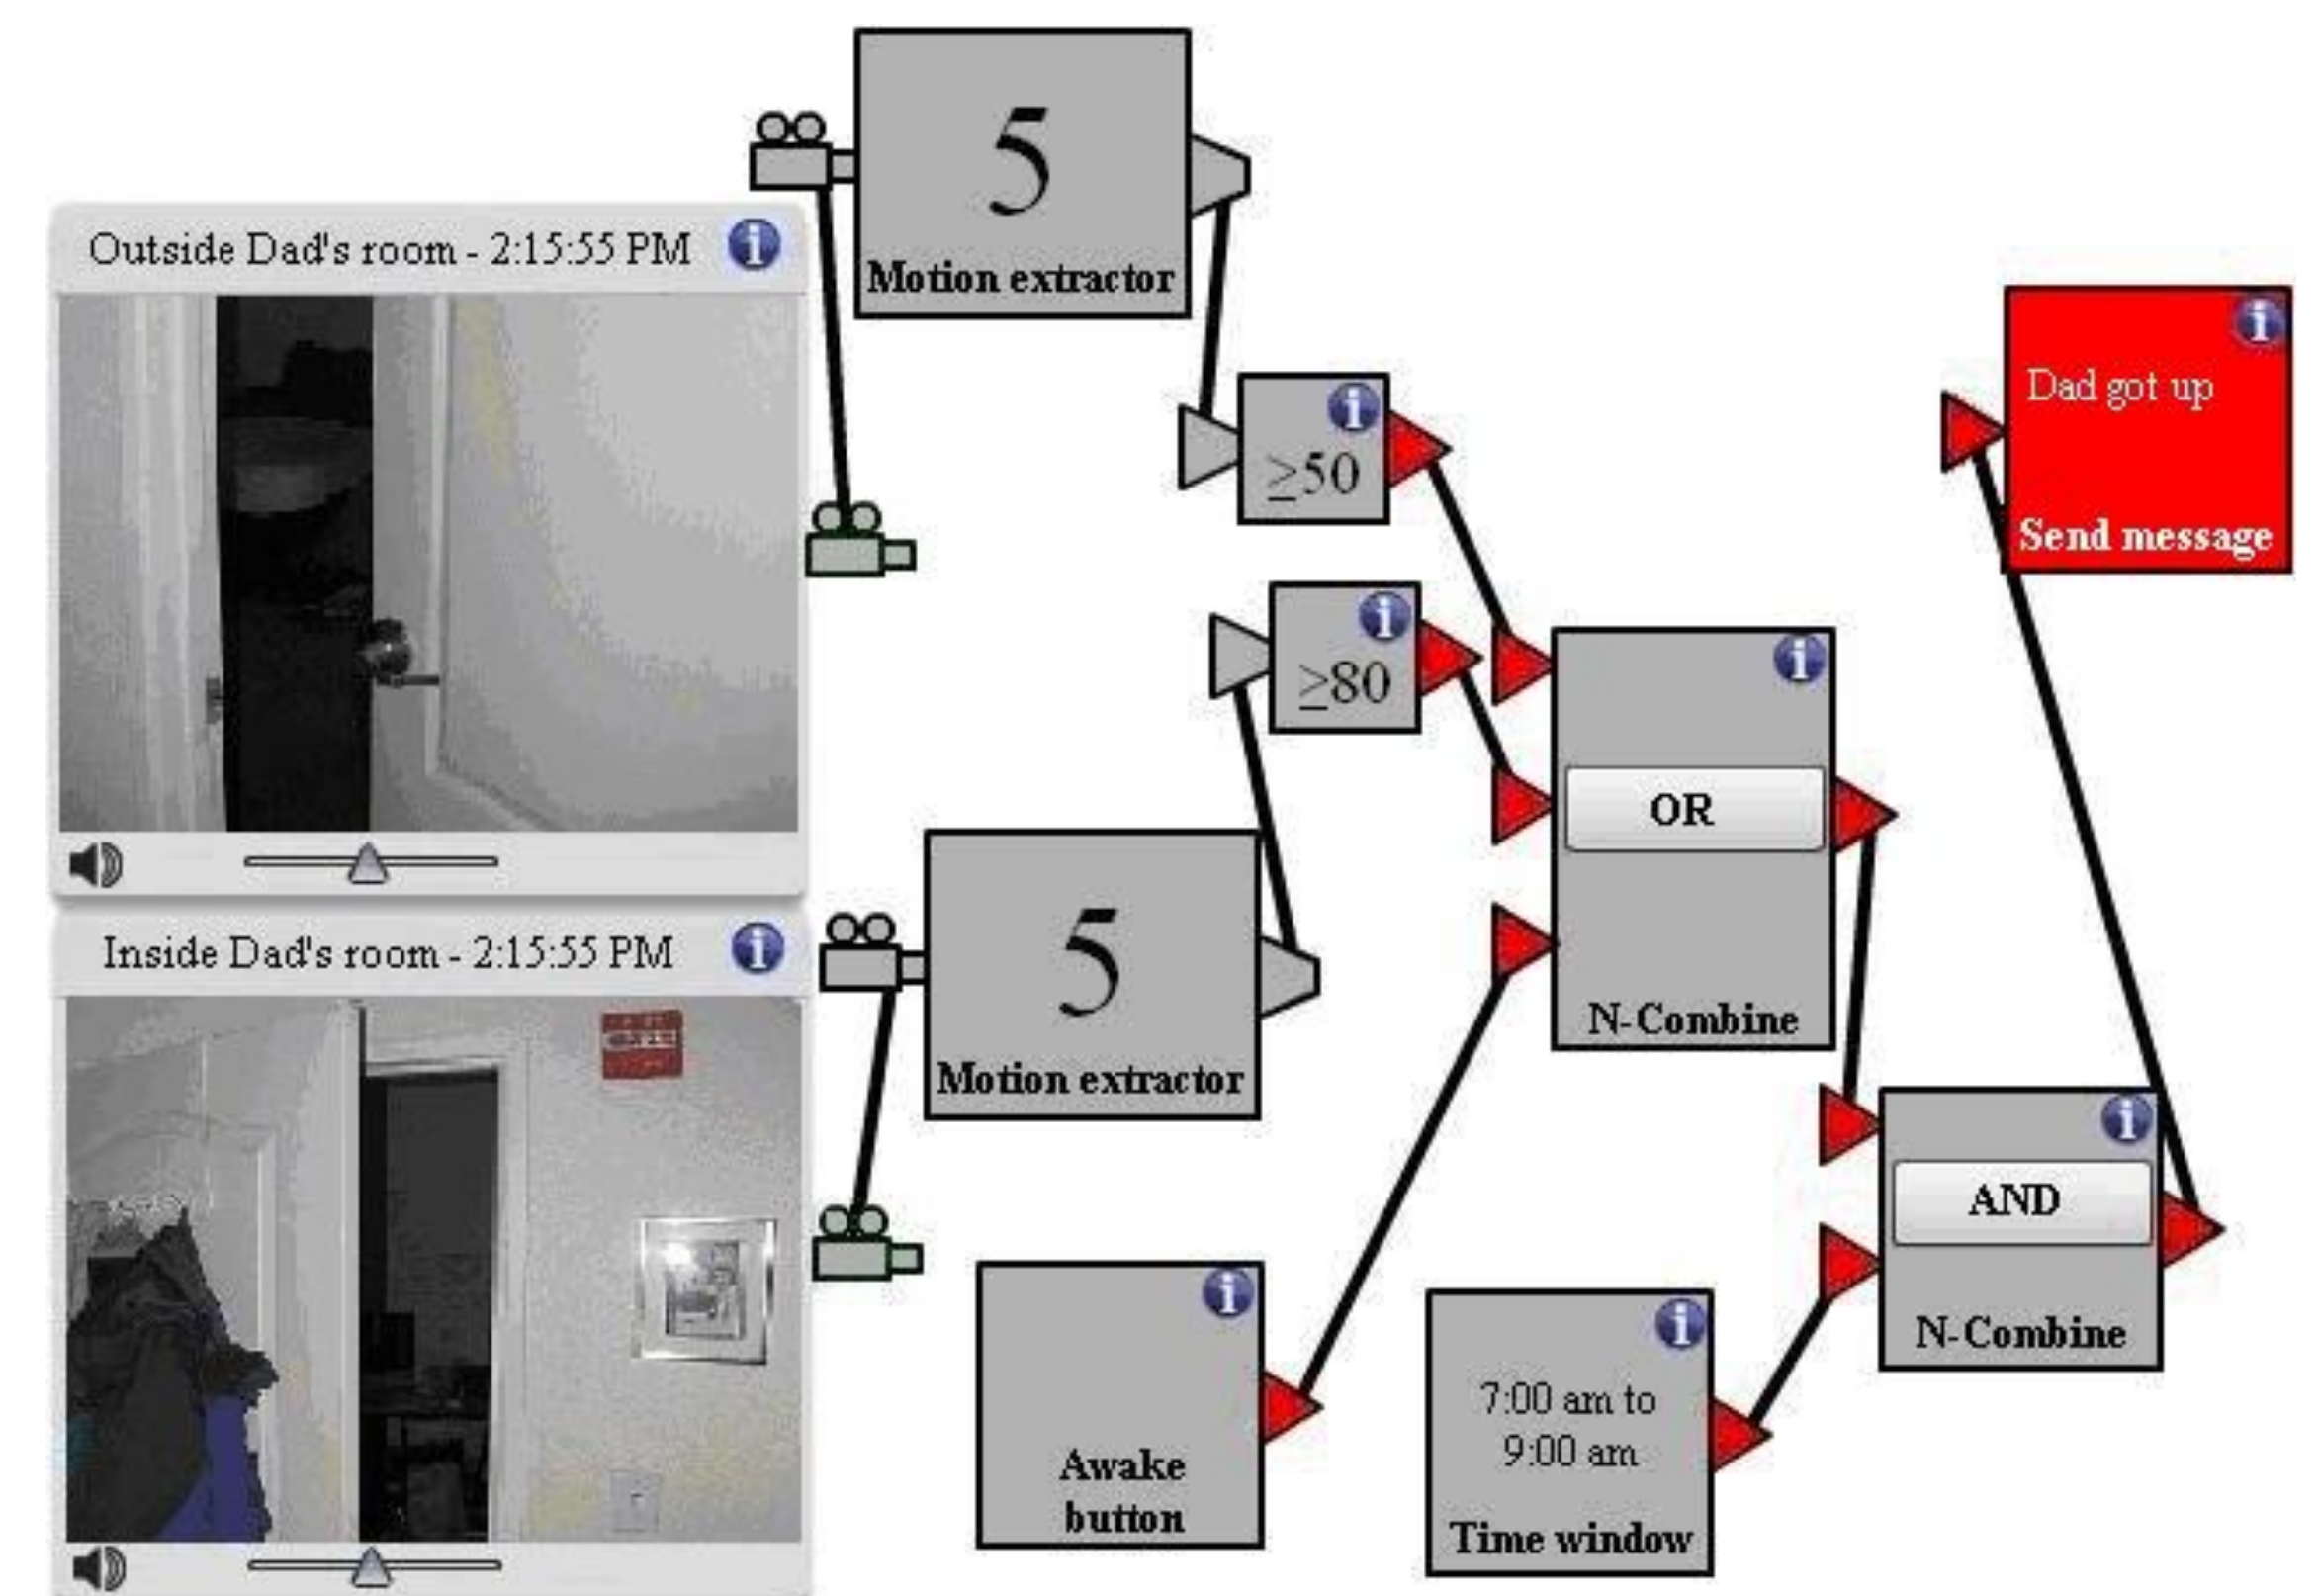 5
Motion extractor
Outside Dad's room - 2:15:55 PM
i
i
≥50
i
Dad got up
Send message
i
≥80
i
OR
N-Combine
Inside Dad's room - 2:15:55 PM
i
5
Motion extractor
i
AND
N-Combine
i
Awake
button
i
7:00 am to
9:00 am
Time window